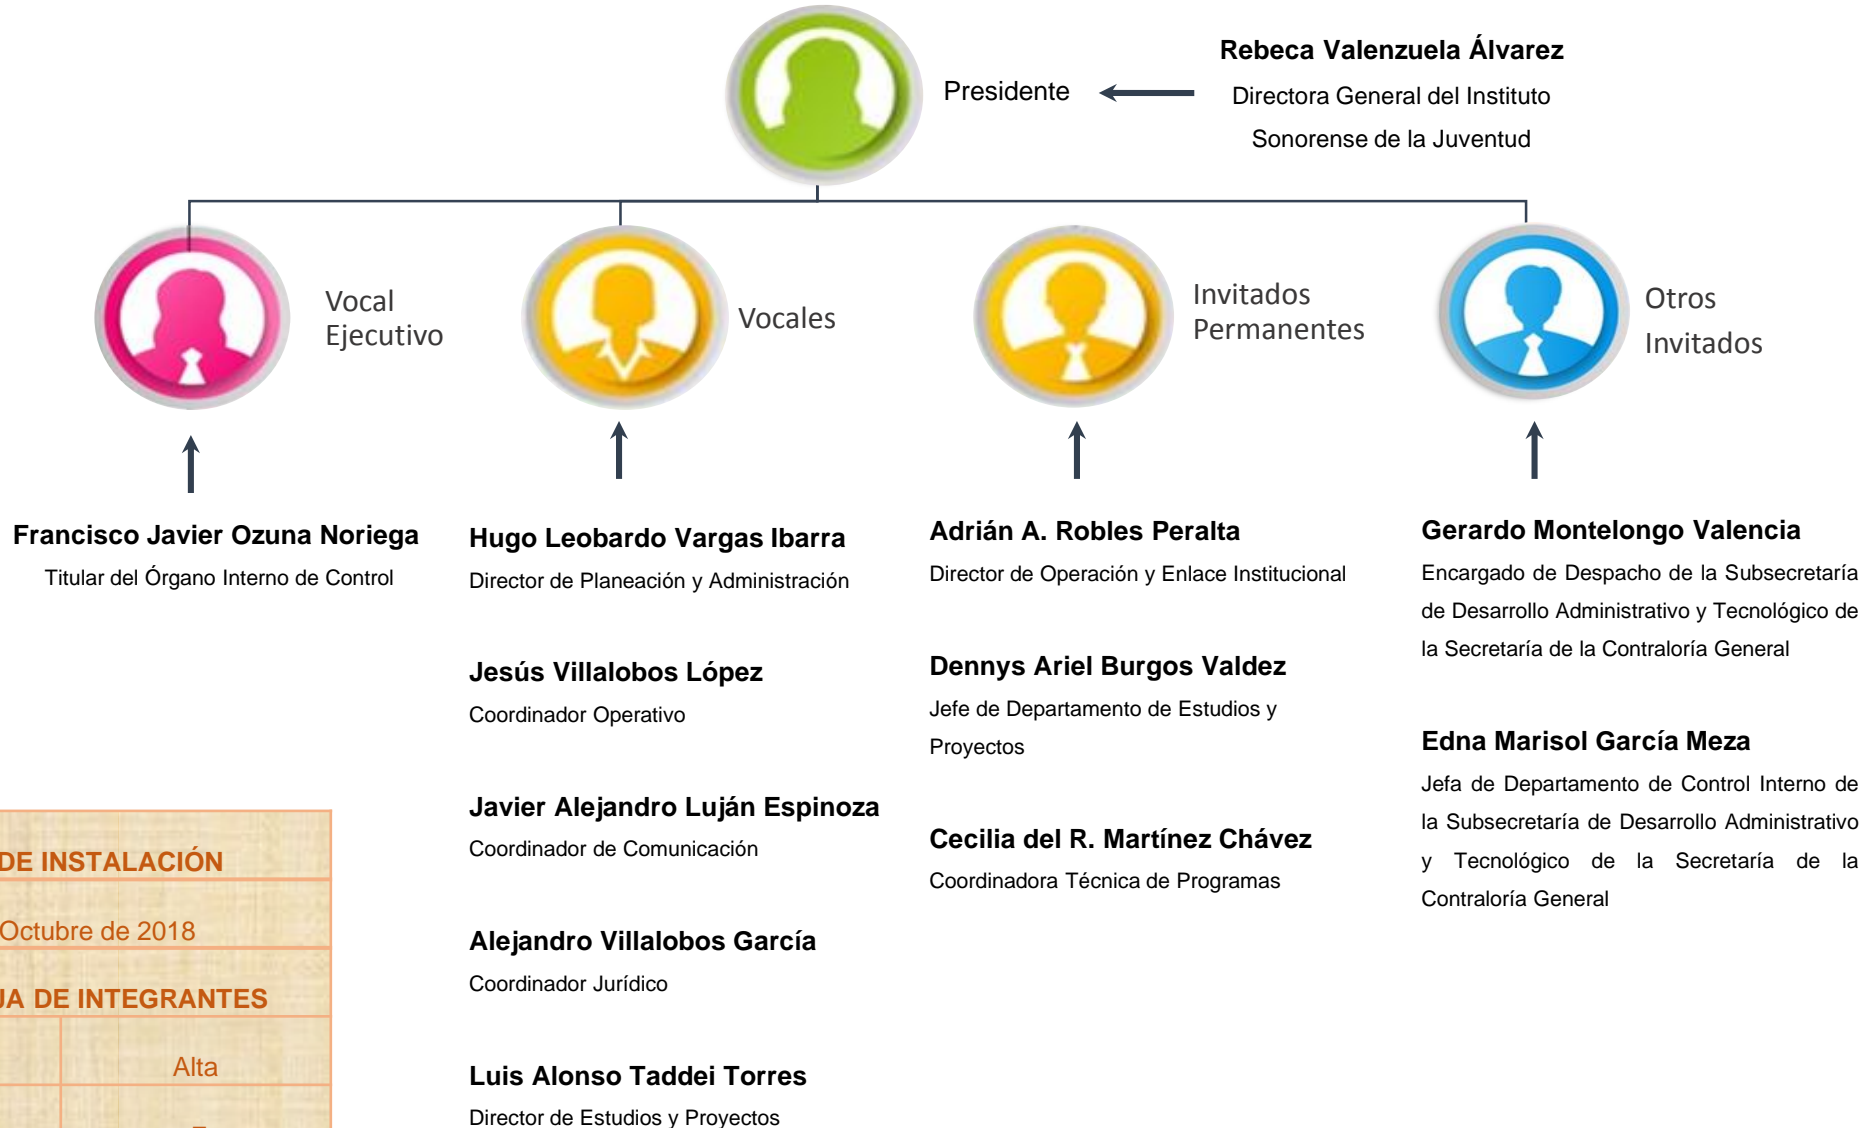 Presidente
Rebeca Valenzuela Álvarez
Directora General del Instituto
Sonorense de la Juventud
Vocal
Ejecutivo
Vocales
Invitados
Permanentes
Otros
Invitados
Francisco Javier Ozuna Noriega
Titular del Órgano Interno de Control
Hugo Leobardo Vargas Ibarra
Director de Planeación y Administración
Jesús Villalobos López
Coordinador Operativo
Javier Alejandro Luján Espinoza
Coordinador de Comunicación
Alejandro Villalobos García
Coordinador Jurídico
Luis Alonso Taddei Torres
Director de Estudios y Proyectos
Adrián A. Robles Peralta
Director de Operación y Enlace Institucional
Dennys Ariel Burgos Valdez
Jefe de Departamento de Estudios y
Proyectos
Cecilia del R. Martínez Chávez
Coordinadora Técnica de Programas
Gerardo Montelongo Valencia
Encargado de Despacho de la Subsecretaría
de Desarrollo Administrativo y Tecnológico de
la Secretaría de la Contraloría General
Edna Marisol García Meza
Jefa de Departamento de Control Interno de
la Subsecretaría de Desarrollo Administrativo
y Tecnológico de la Secretaría de la
Contraloría General
DE INSTALACIÓN
Octubre de 2018
DE INTEGRANTES
Alta